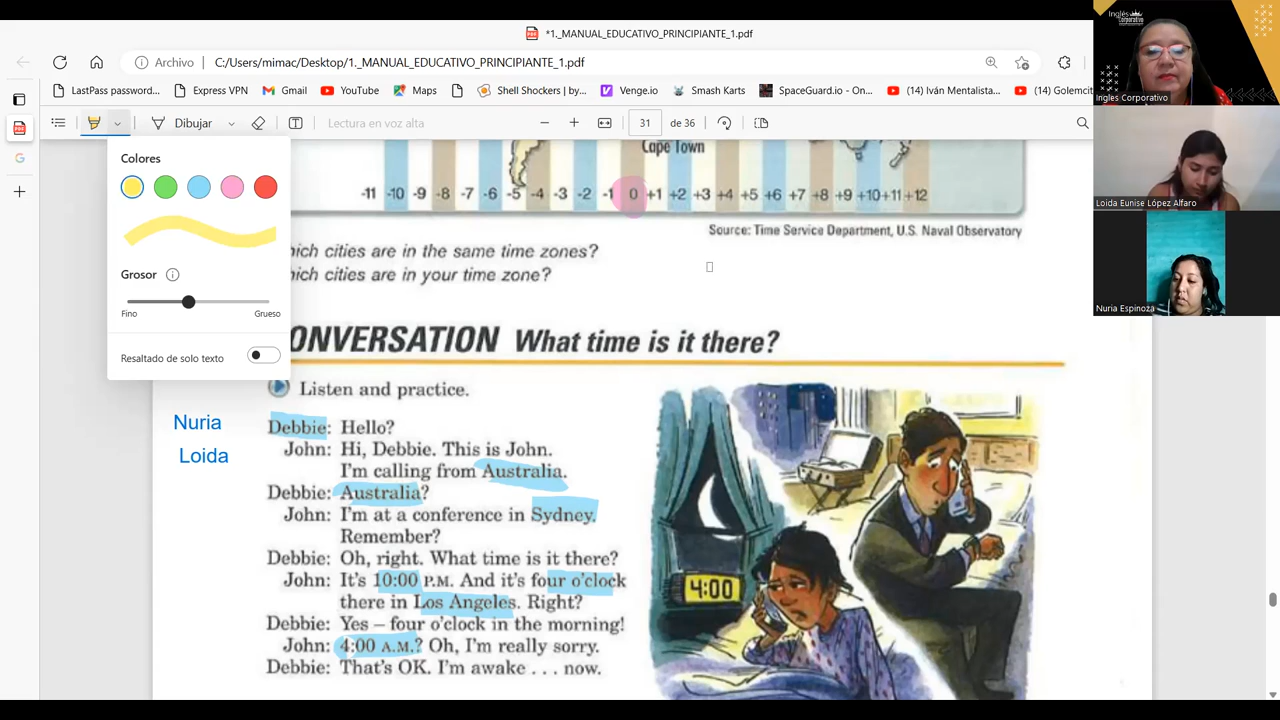 *1._MANUAL_EDUCATIVO_PRINCIPIANTE_1.pdf
Archivo C:/Users/mimac/Desktop/1._MANUAL_EDUCATIVO_PRINCIPIANTE_1.pdf
LastPass password... Express VPN Gmail YouTube Maps Shell Shockers | by... Venge.io Smash Karts SpaceGuard.io - On... (14) Iván Mentalista... (14) Golemcit
Dibujar Lectura en voz alta 31 de 36
Colores
Grosor
Fino Grueso
Resaltado de solo texto
Cape Town
-11 -10 -9 -8 -7 -6 -5 -4 -3 -2 -1 0 +1 +2 +3 +4 +5 +6 +7 +8 +9 +10 +11 +12
Source: Time Service Department, U.S. Naval Observatory
hich cities are in the same time zones?
hich cities are in your time zone?
ONVERSATION What time is it there?
Listen and practice.
Nuria
Loida
Debbie: Hello?
John: Hi, Debbie. This is John.
I'm calling from Australia.
Debbie: Australia?
John: I'm at a conference in Sydney.
Remember?
Debbie: Oh, right. What time is it there?
John: It's 10:00 P.M. And it's four o'clock
there in Los Angeles. Right?
Debbie: Yes – four o'clock in the morning!
John: 4:00 A.M.? Oh, I'm really sorry.
Debbie: That's OK. I'm awake . . . now.
4:00
Inglés
Corporativo
Ingles Corporativo
Loida Eunise López Alfaro
Nuria Espinoza